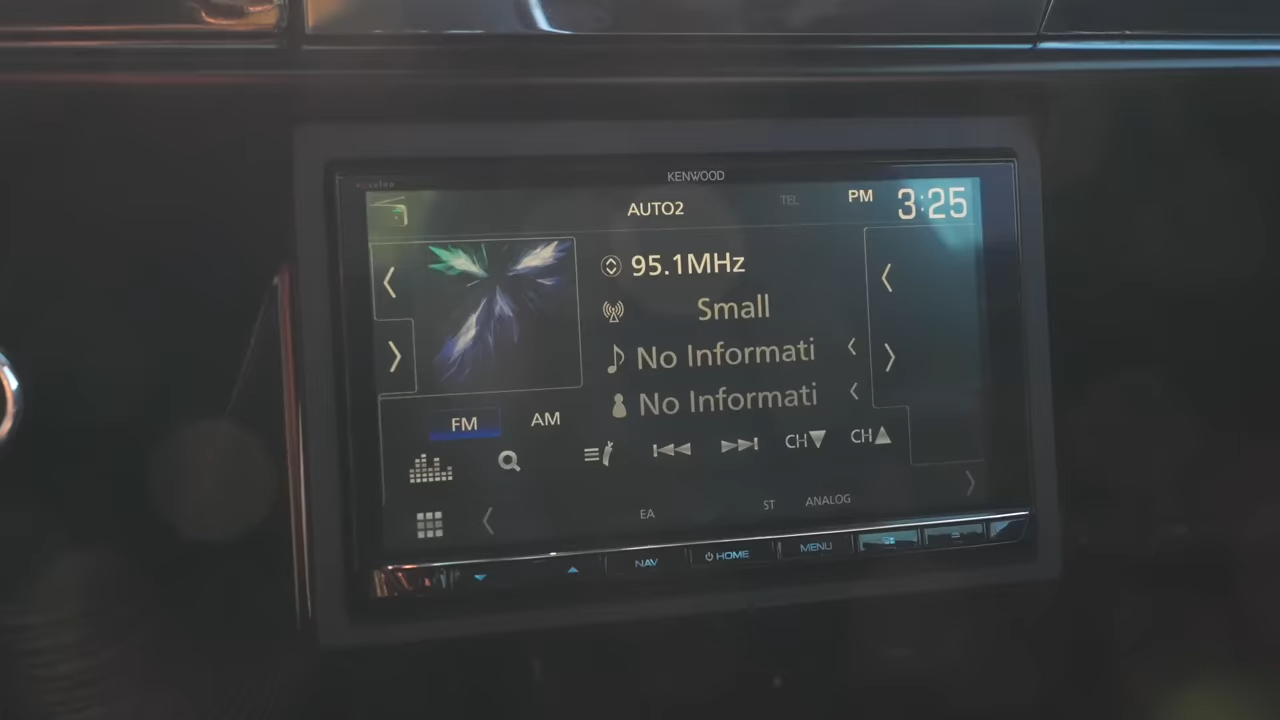 KENWOOD
AUTO2 TEL PM 3:25
95.1MHz
Small
No Informati
No Informati
FM AM
CH▼ CH▲
EA ST ANALOG
NAV HOME MENU